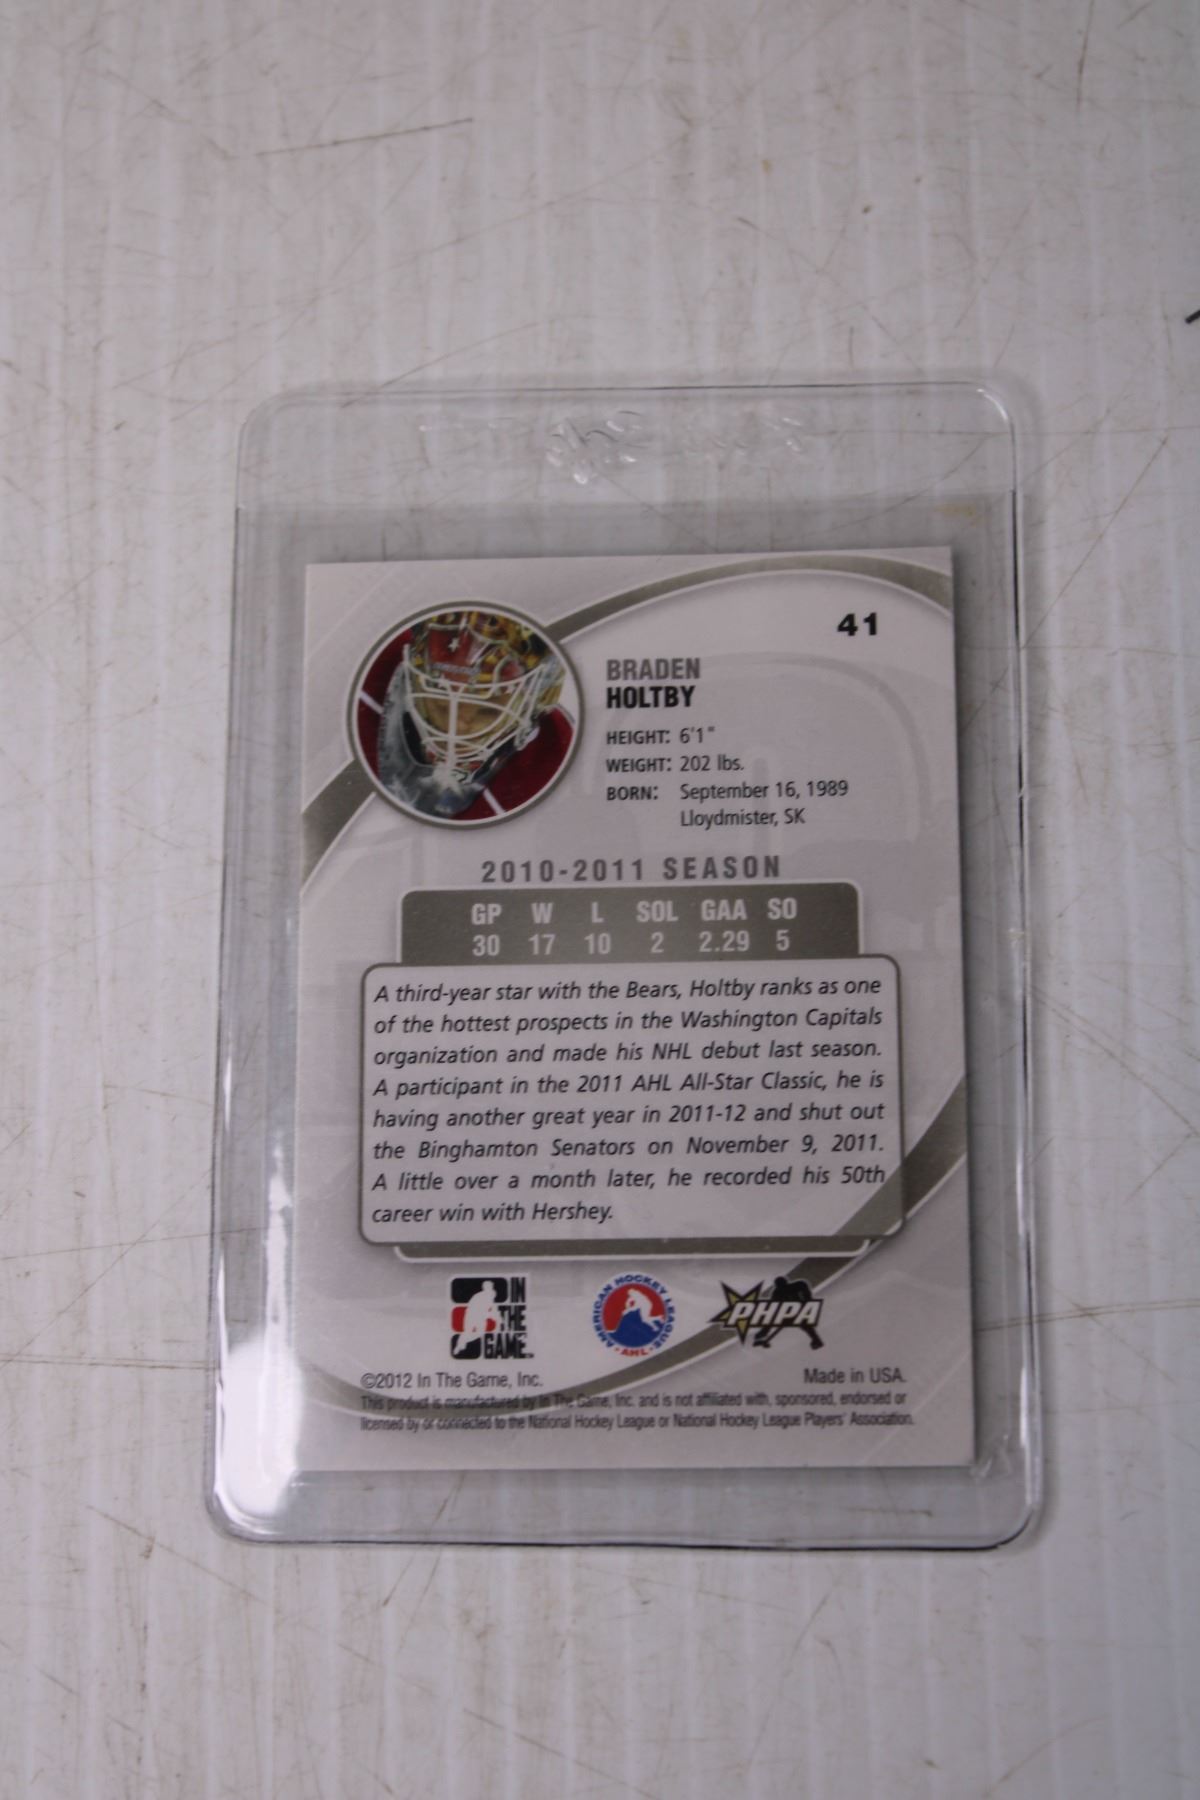 41
BRADEN
HOLTBY
HEIGHT: 6'1"
WEIGHT: 202 lbs.
BORN: September 16, 1989
Lloydmister, SK
2010-2011 SEASON
GP W L SOL GAA SO
30 17 10 2 2.29 5
A third-year star with the Bears, Holtby ranks as one
of the hottest prospects in the Washington Capitals
organization and made his NHL debut last season.
A participant in the 2011 AHL All-Star Classic, he is
having another great year in 2011-12 and shut out
the Binghamton Senators on November 9, 2011.
A little over a month later, he recorded his 50th
career win with Hershey.
IN
THE
GAME
AMERICAN HOCKEY LEAGUE
AHL
PHPA
©2012 In The Game, Inc. Made in USA.
This product is manufactured by In The Game, Inc. and is not affiliated with, sponsored, endorsed or
licensed by or connected to the National Hockey League or National Hockey League Players' Association.